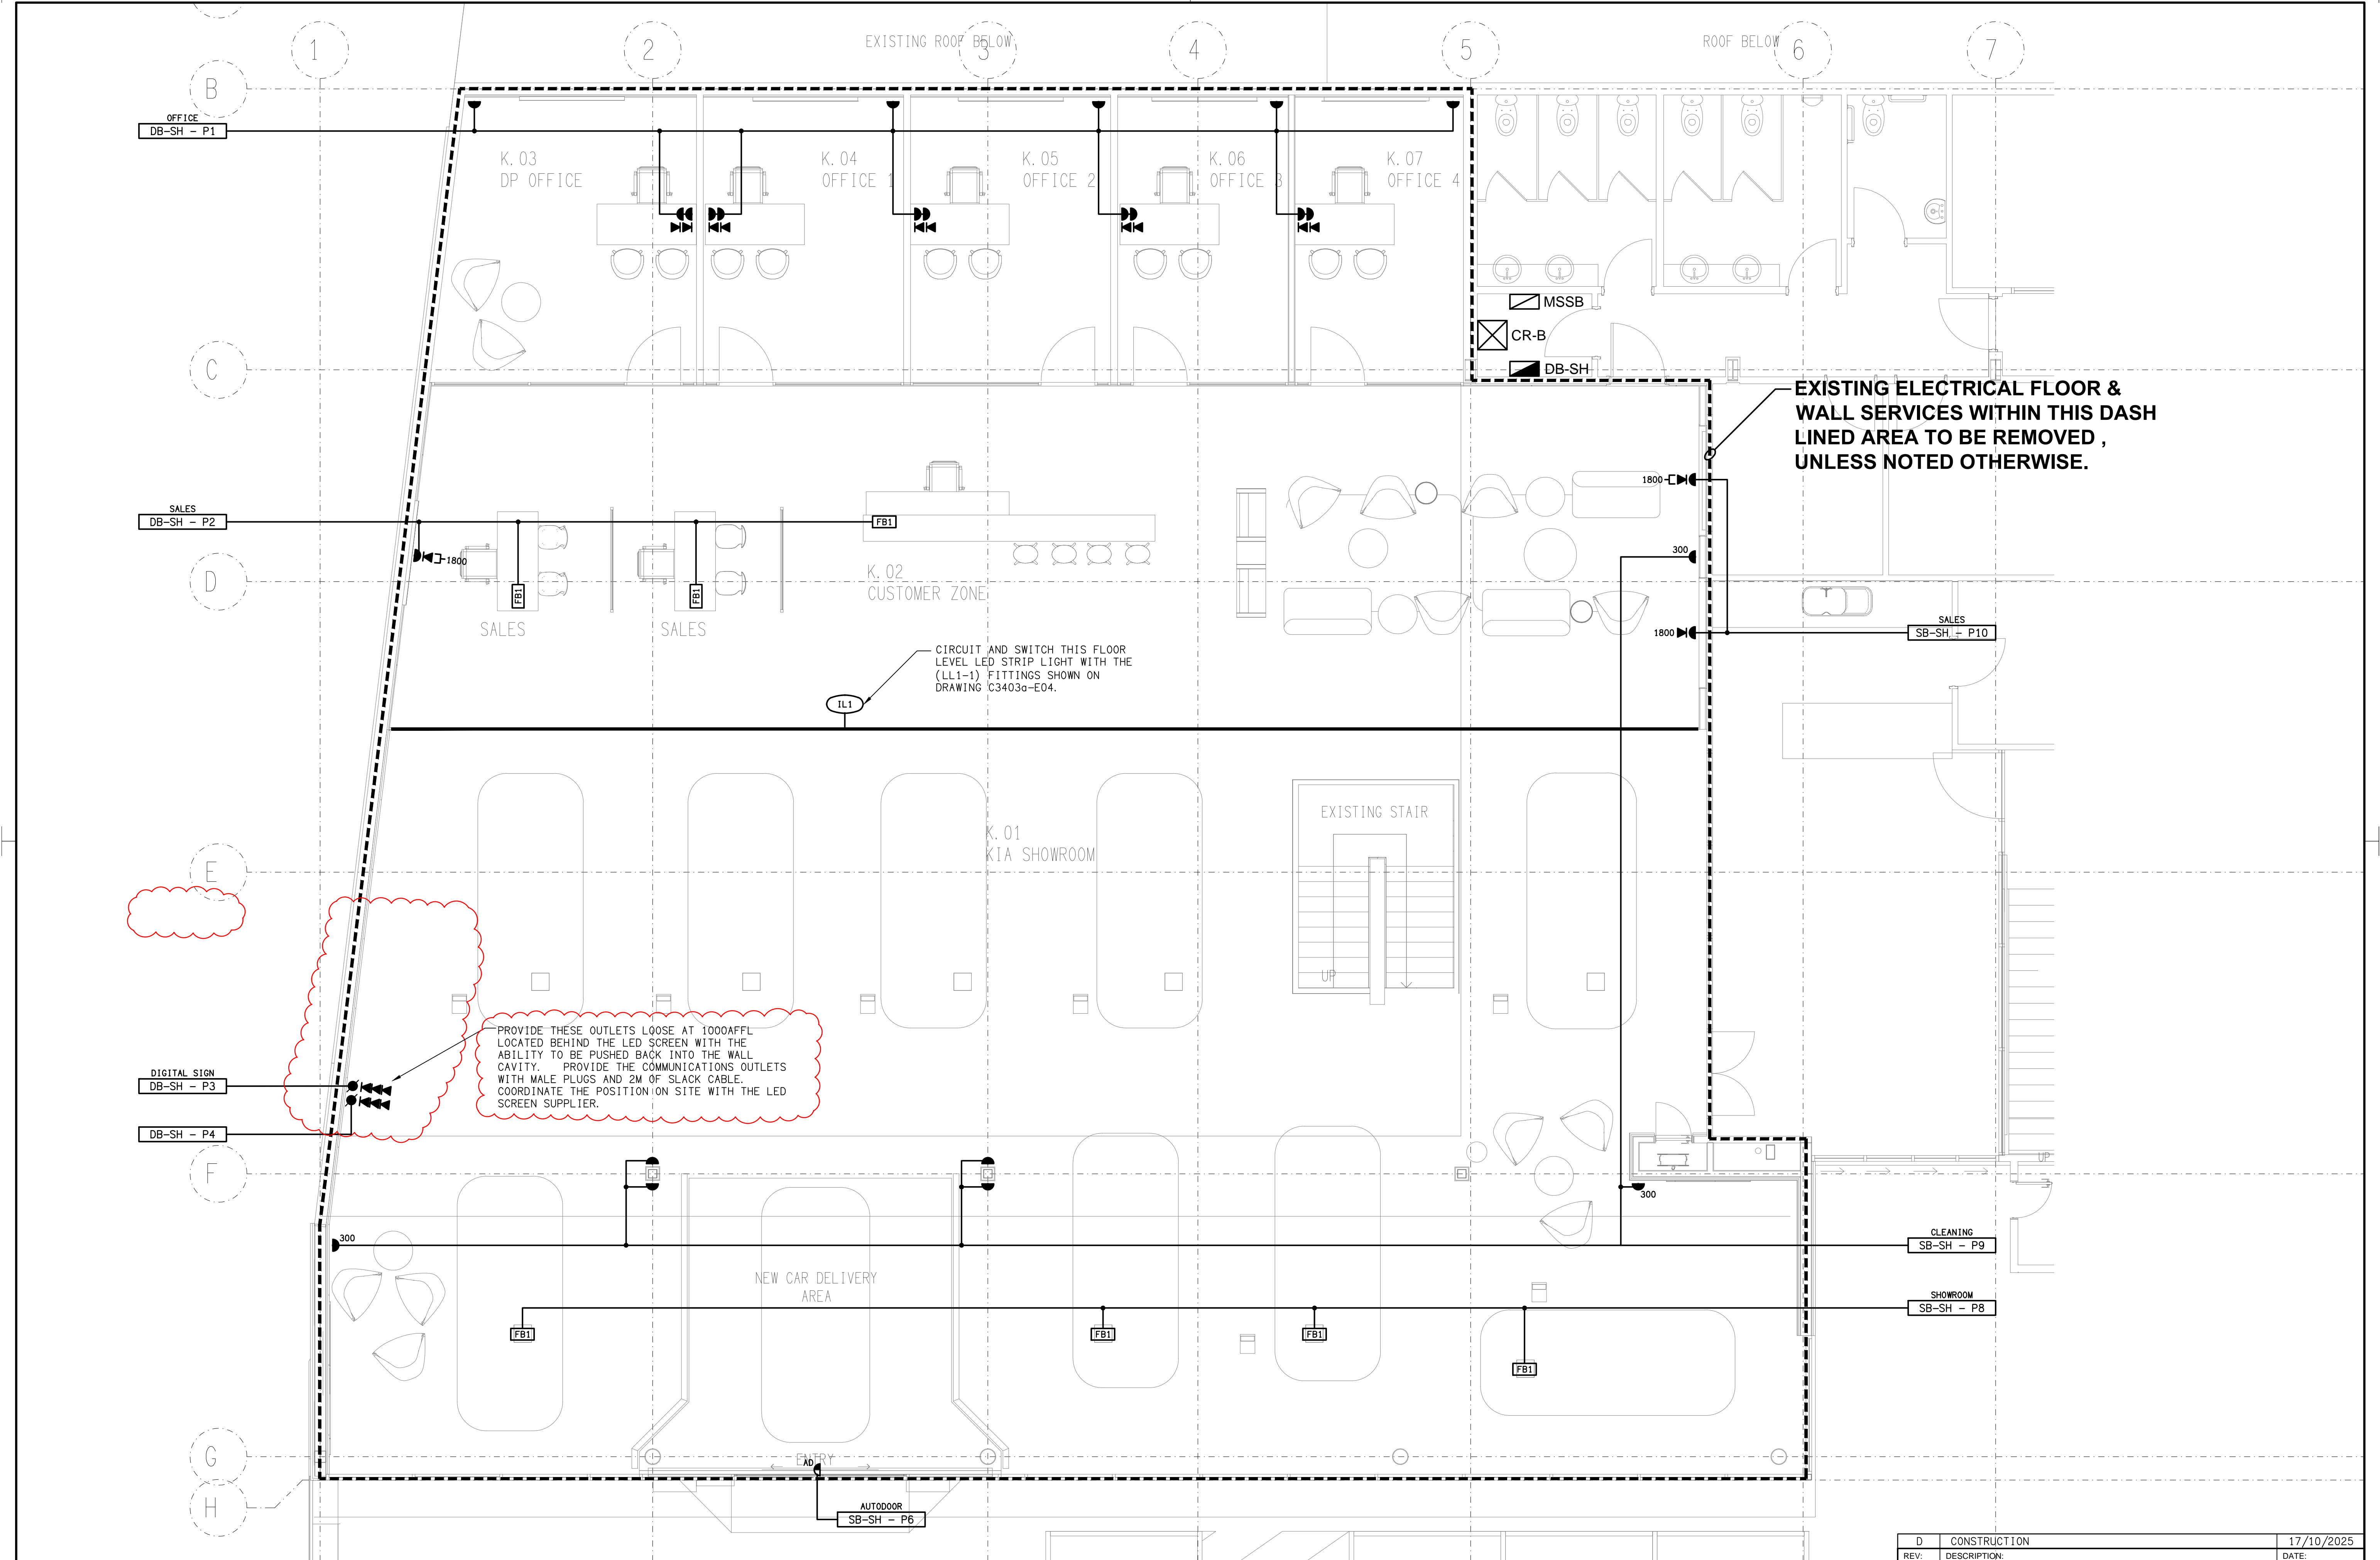 1
2
3
4
5
6
7
EXISTING ROOF BELOW
ROOF BELOW
B
OFFICE
DB-SH - P1
K.03
DP OFFICE
K.04
OFFICE 1
K.05
OFFICE 2
K.06
OFFICE 3
K.07
OFFICE 4
MSSB
CR-B
DB-SH
C
EXISTING ELECTRICAL FLOOR &
WALL SERVICES WITHIN THIS DASH
LINED AREA TO BE REMOVED ,
UNLESS NOTED OTHERWISE.
1800
SALES
DB-SH - P2
FB1
1800
300
K.02
CUSTOMER ZONE
D
FB1
FB1
SALES
SALES
1800
SALES
SB-SH - P10
CIRCUIT AND SWITCH THIS FLOOR
LEVEL LED STRIP LIGHT WITH THE
(LL1-1) FITTINGS SHOWN ON
DRAWING C3403a-E04.
IL1
EXISTING STAIR
K.01
KIA SHOWROOM
E
UP
PROVIDE THESE OUTLETS LOOSE AT 1000AFFL
LOCATED BEHIND THE LED SCREEN WITH THE
ABILITY TO BE PUSHED BACK INTO THE WALL
CAVITY. PROVIDE THE COMMUNICATIONS OUTLETS
WITH MALE PLUGS AND 2M OF SLACK CABLE.
COORDINATE THE POSITION ON SITE WITH THE LED
SCREEN SUPPLIER.
DIGITAL SIGN
DB-SH - P3
DB-SH - P4
F
UP
300
300
CLEANING
SB-SH - P9
NEW CAR DELIVERY
AREA
SHOWROOM
SB-SH - P8
FB1
FB1
FB1
FB1
G
ENTRY
AD
H
AUTODOOR
SB-SH - P6
D CONSTRUCTION 17/10/2025
REV: DESCRIPTION: DATE: